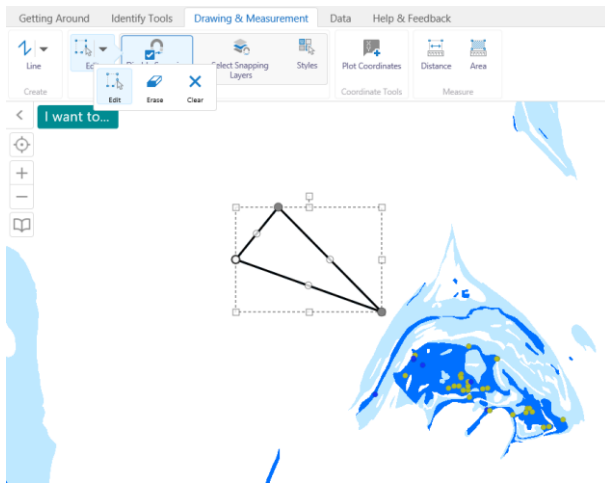 Getting Around Identify Tools Drawing & Measurement Data Help & Feedback
Line
Select Snapping
Layers
Styles
Plot Coordinates
Distance
Area
Create
Coordinate Tools
Measure
Edit
Erase
Clear
I want to...